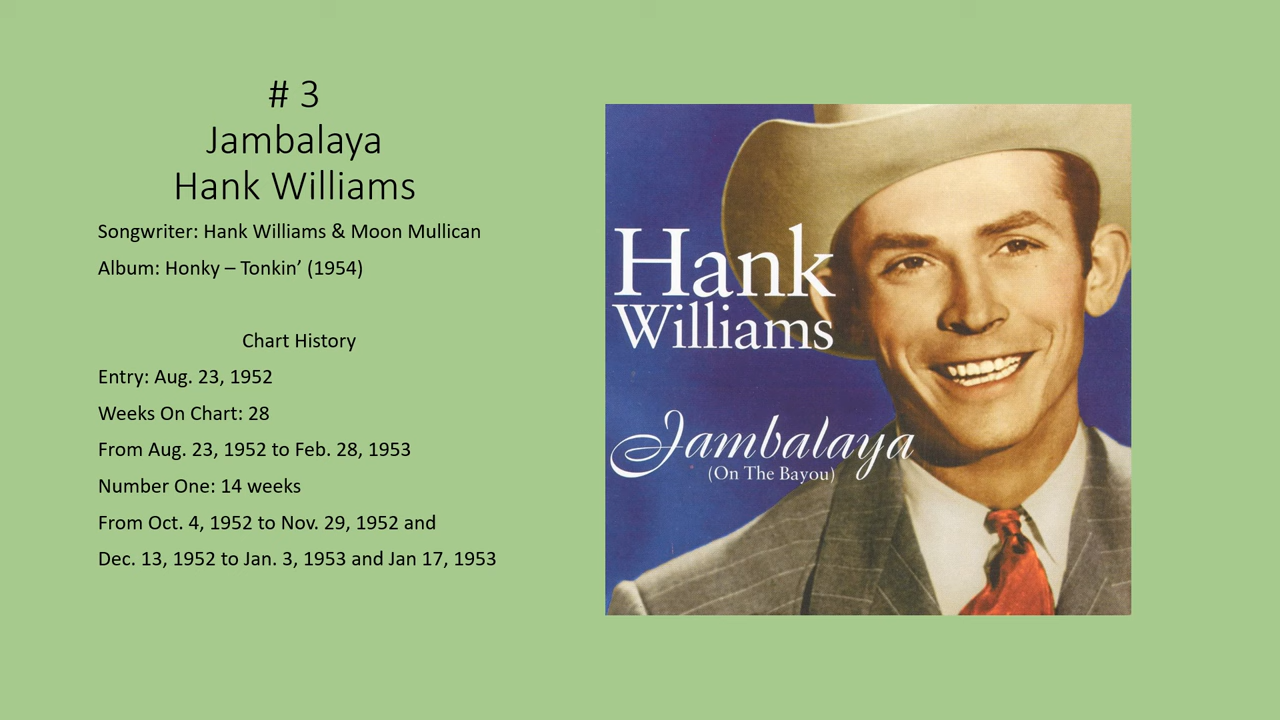 # 3
Jambalaya
Hank Williams
Songwriter: Hank Williams & Moon Mullican
Album: Honky – Tonkin’ (1954)
Chart History
Entry: Aug. 23, 1952
Weeks On Chart: 28
From Aug. 23, 1952 to Feb. 28, 1953
Number One: 14 weeks
From Oct. 4, 1952 to Nov. 29, 1952 and
Dec. 13, 1952 to Jan. 3, 1953 and Jan 17, 1953
Hank
Williams
Jambalaya
(On The Bayou)